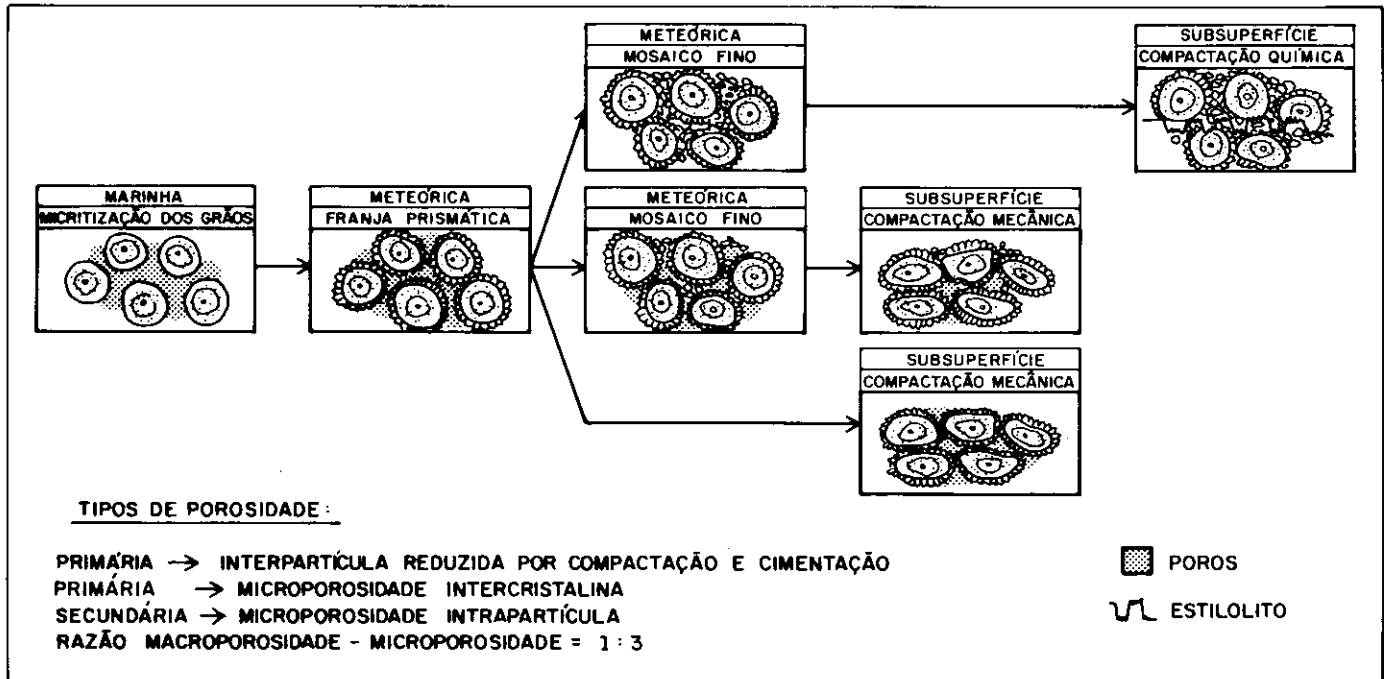 METEÓRICA
MOSAICO FINO
SUBSUPERFÍCIE
COMPACTAÇÃO QUÍMICA
MARINHA
MICRITIZAÇÃO DOS GRÃOS
METEÓRICA
FRANJA PRISMÁTICA
METEÓRICA
MOSAICO FINO
SUBSUPERFÍCIE
COMPACTAÇÃO MECÂNICA
SUBSUPERFÍCIE
COMPACTAÇÃO MECÂNICA
TIPOS DE POROSIDADE:
PRIMÁRIA → INTERPARTÍCULA REDUZIDA POR COMPACTAÇÃO E CIMENTAÇÃO
PRIMÁRIA → MICROPOROSIDADE INTERCRISTALINA
SECUNDÁRIA → MICROPOROSIDADE INTRAPARTÍCULA
RAZÃO MACROPOROSIDADE - MICROPOROSIDADE = 1:3
POROS
ESTILOLITO